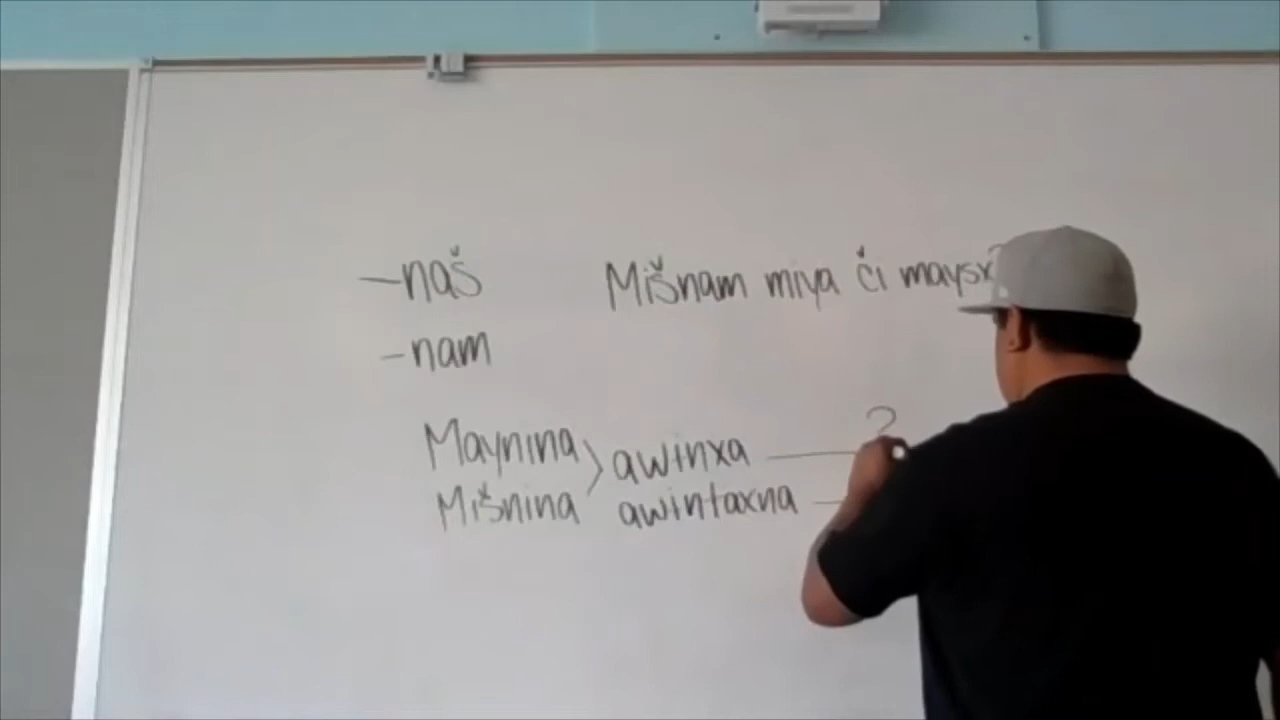 -naš Mišnam miya či maysx
-nam
Maynina ) awinxa — ?
Mišnina awintaxna —